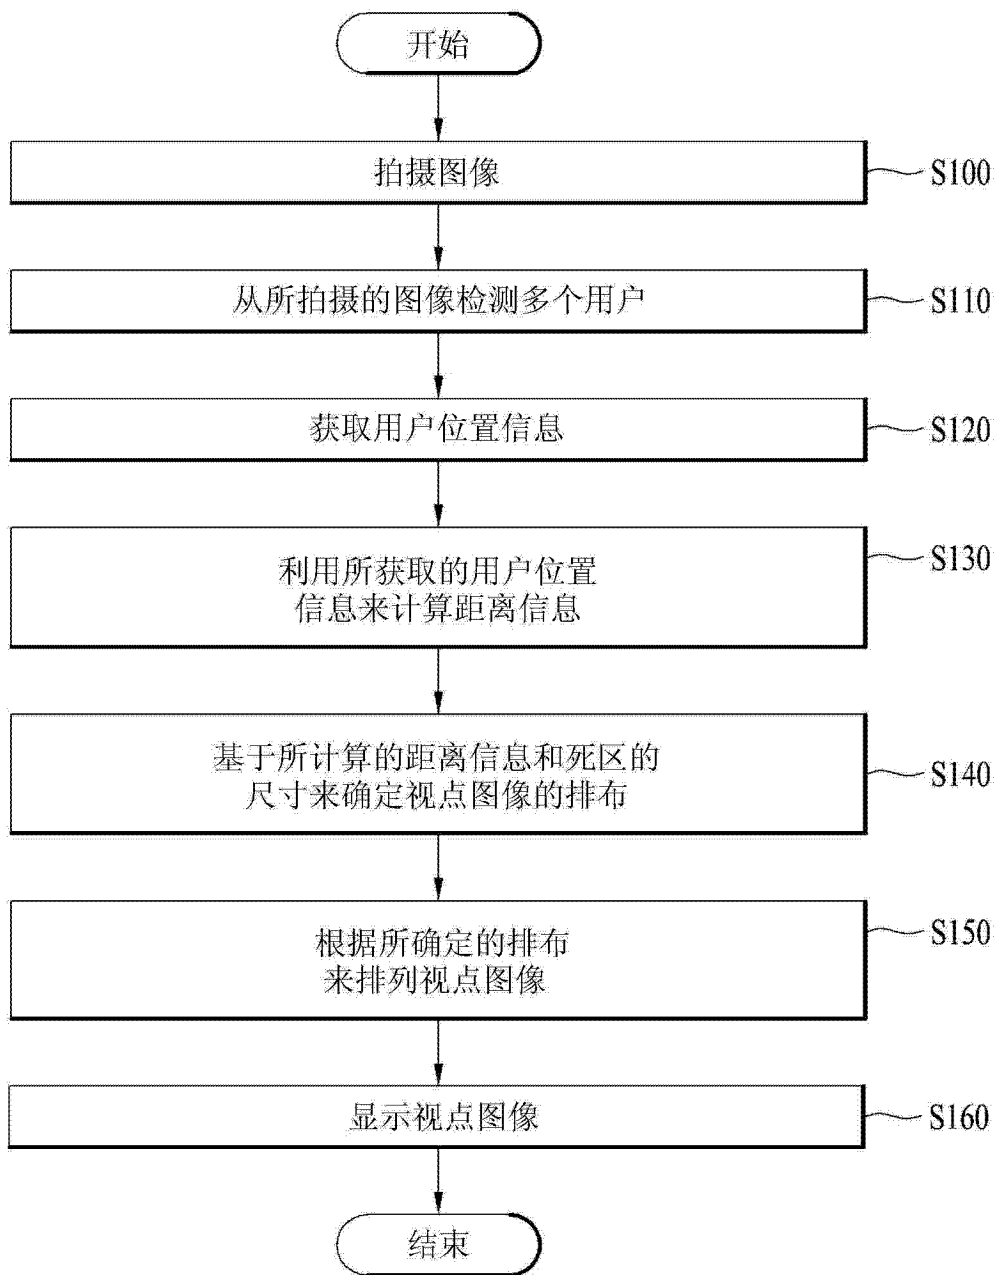 开始
拍摄图像
S100
从所拍摄的图像检测多个用户
S110
获取用户位置信息
S120
利用所获取的用户位置
信息来计算距离信息
S130
基于所计算的距离信息和死区的
尺寸来确定视点图像的排布
S140
根据所确定的排布
来排列视点图像
S150
显示视点图像
S160
结束